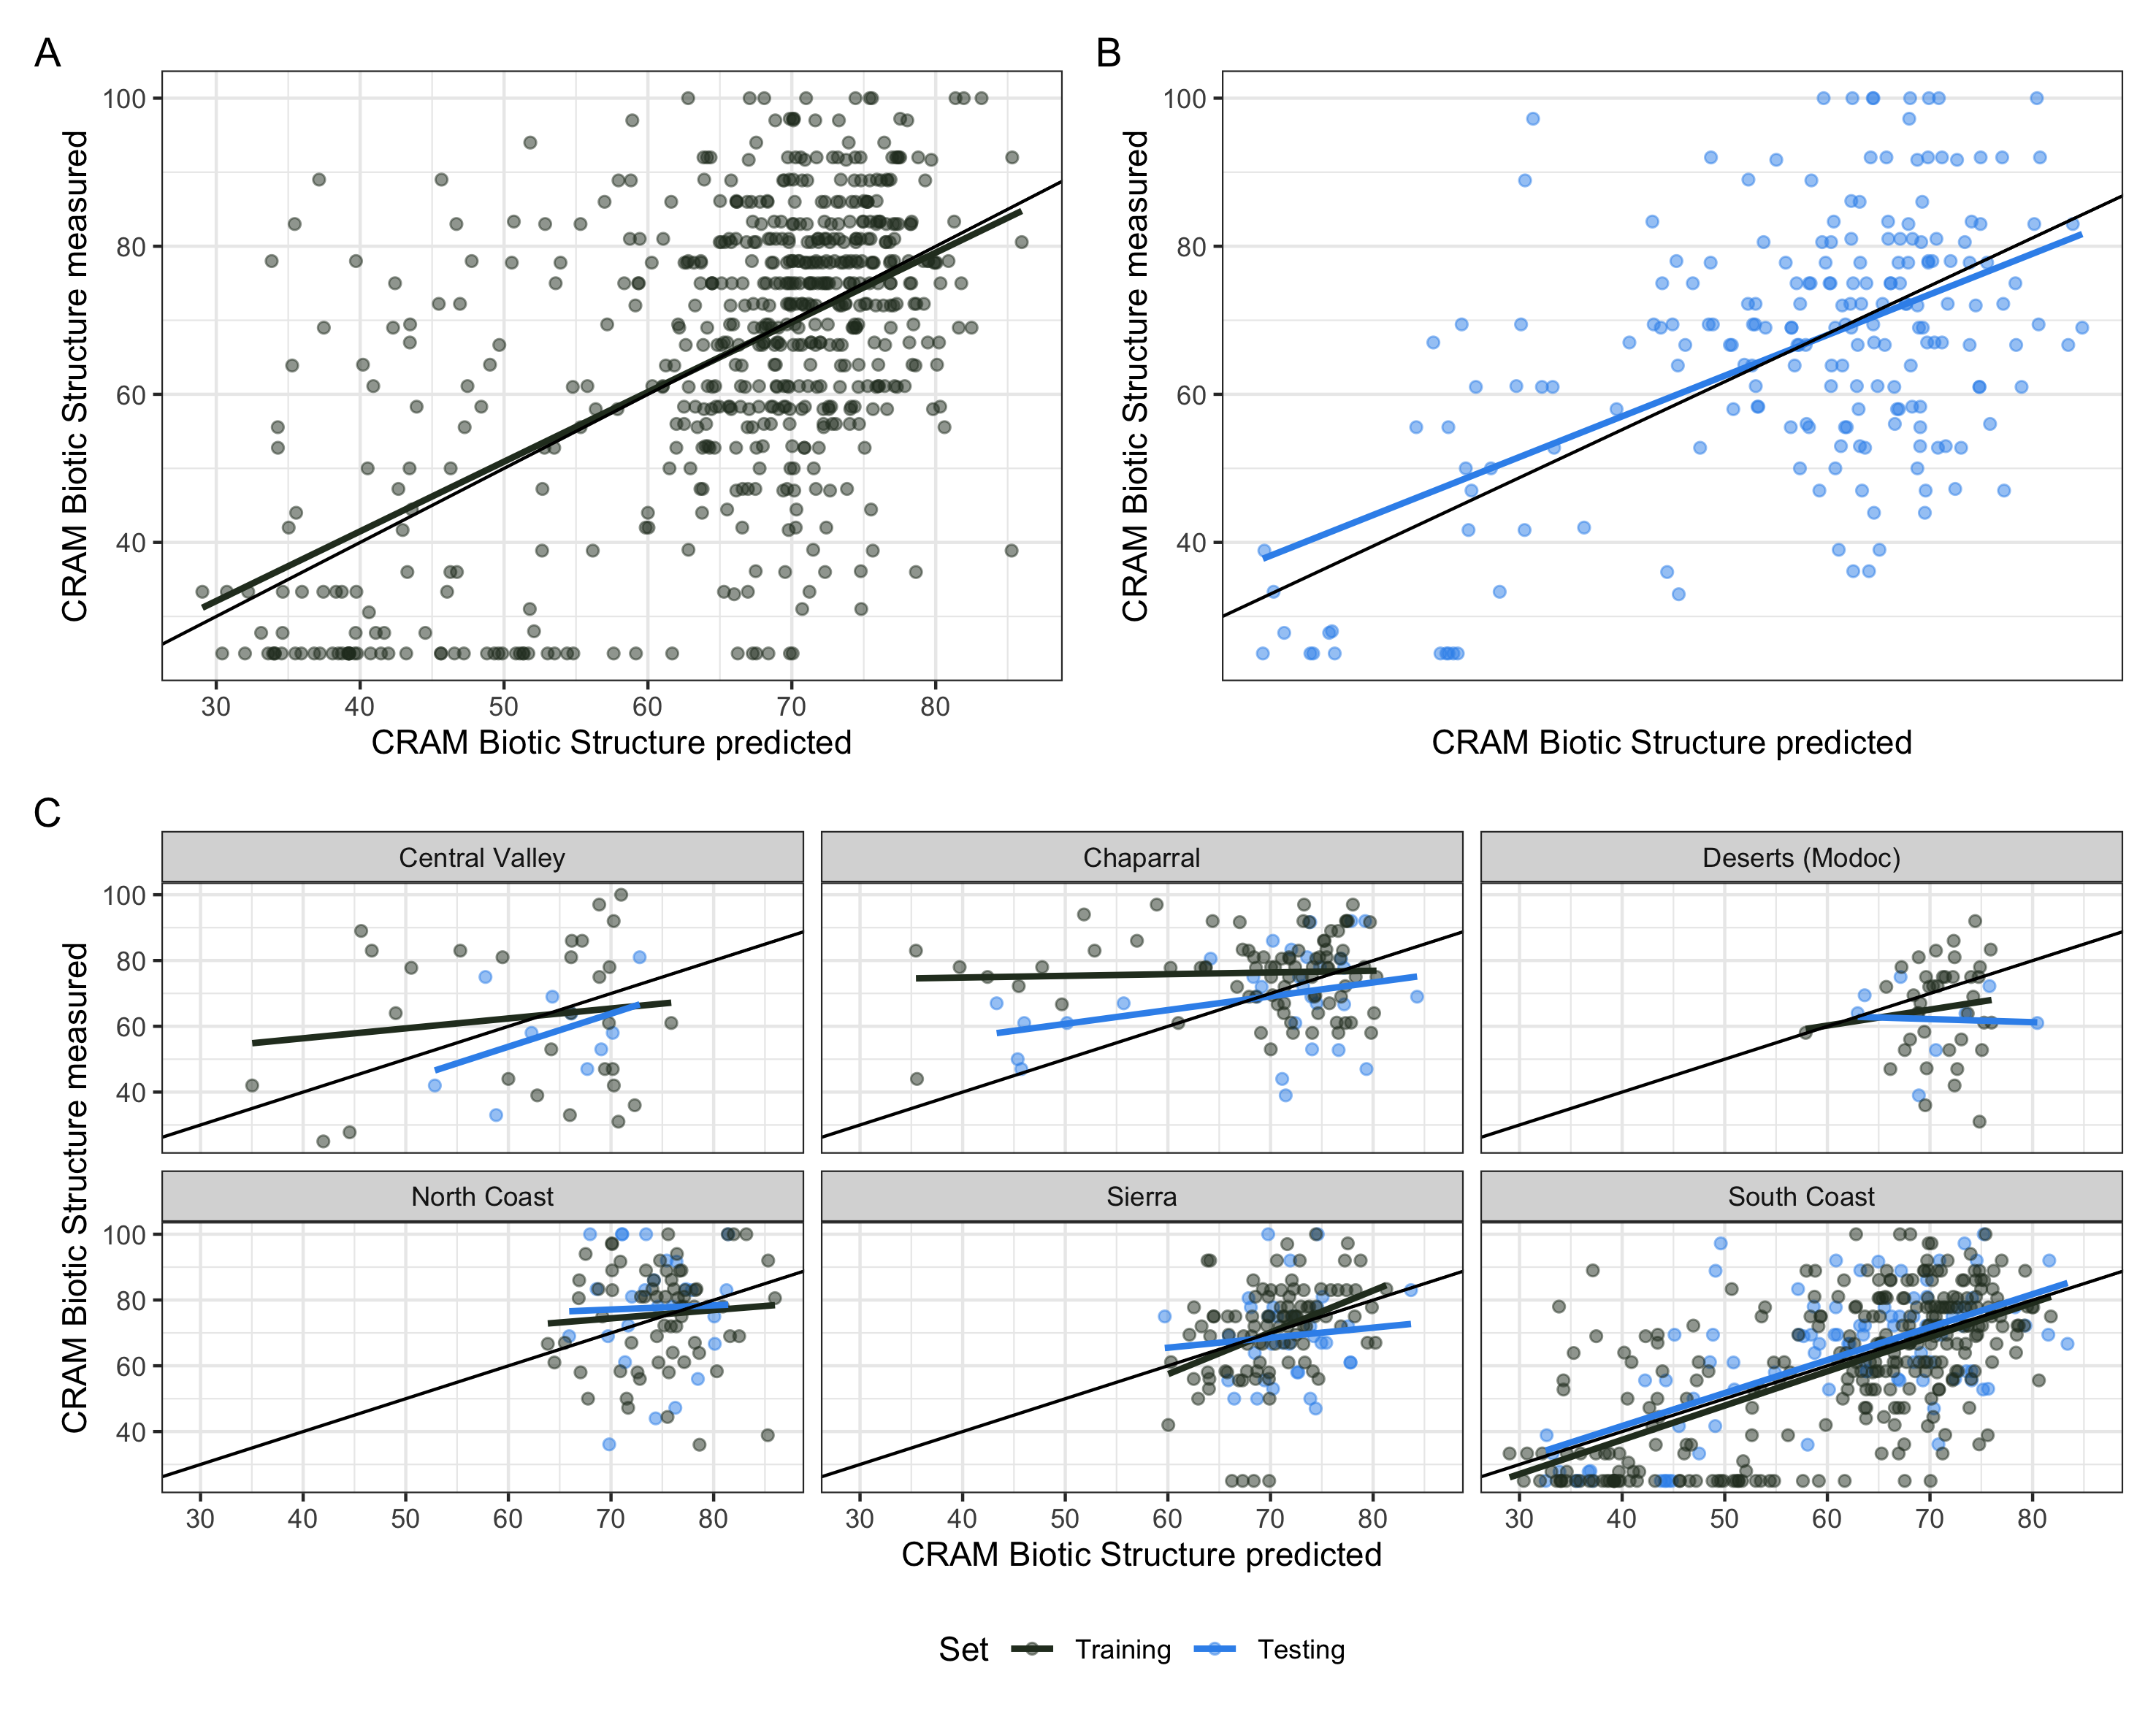 A
B
CRAM Biotic Structure measured
100
80
60
40
30 40 50 60 70 80
CRAM Biotic Structure predicted
CRAM Biotic Structure measured
100
80
60
40
CRAM Biotic Structure predicted
C
CRAM Biotic Structure measured
Central Valley
Chaparral
Deserts (Modoc)
100
80
60
40
North Coast
Sierra
South Coast
100
80
60
40
30 40 50 60 70 80
30 40 50 60 70 80
30 40 50 60 70 80
CRAM Biotic Structure predicted
Set Training Testing